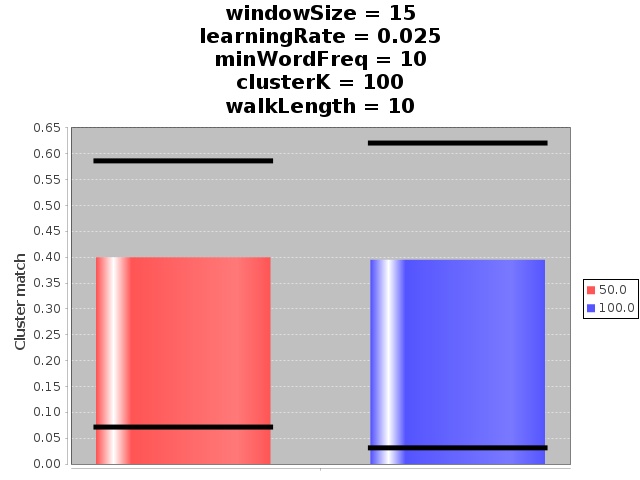 windowSize = 15
learningRate = 0.025
minWordFreq = 10
clusterK = 100
walkLength = 10
0.65
0.60
0.55
0.50
0.45
0.40
0.35
0.30
0.25
0.20
0.15
0.10
0.05
0.00
Cluster match
50.0
100.0